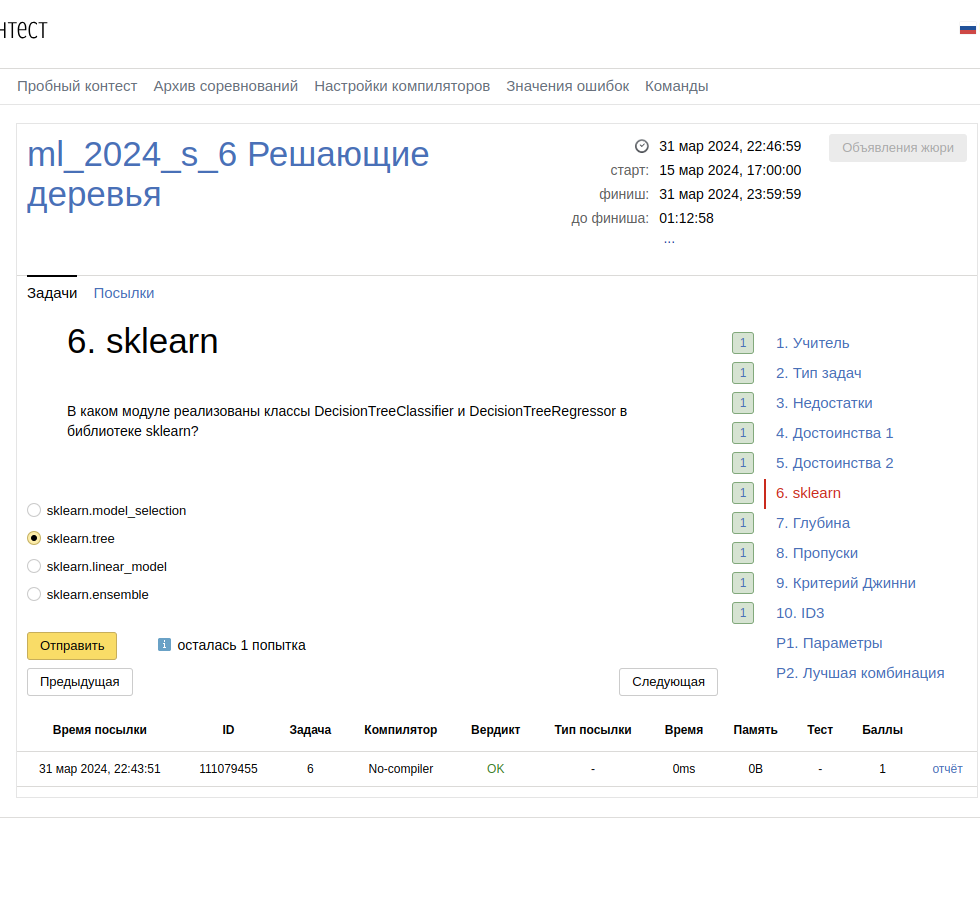 нтест
Пробный контест Архив соревнований Настройки компиляторов Значения ошибок Команды
ml_2024_s_6 Решающие
деревья
31 мар 2024, 22:46:59
старт: 15 мар 2024, 17:00:00
финиш: 31 мар 2024, 23:59:59
до финиша: 01:12:58
...
Объявления жюри
Задачи Посылки
6. sklearn
В каком модуле реализованы классы DecisionTreeClassifier и DecisionTreeRegressor в
библиотеке sklearn?
sklearn.model_selection
sklearn.tree
sklearn.linear_model
sklearn.ensemble
Отправить осталась 1 попытка
Предыдущая Следующая
1 1. Учитель
1 2. Тип задач
1 3. Недостатки
1 4. Достоинства 1
1 5. Достоинства 2
1 6. sklearn
1 7. Глубина
1 8. Пропуски
1 9. Критерий Джинни
1 10. ID3
P1. Параметры
P2. Лучшая комбинация
Время посылки ID Задача Компилятор Вердикт Тип посылки Время Память Тест Баллы
31 мар 2024, 22:43:51 111079455 6 No-compiler OK - 0ms 0B - 1 отчёт